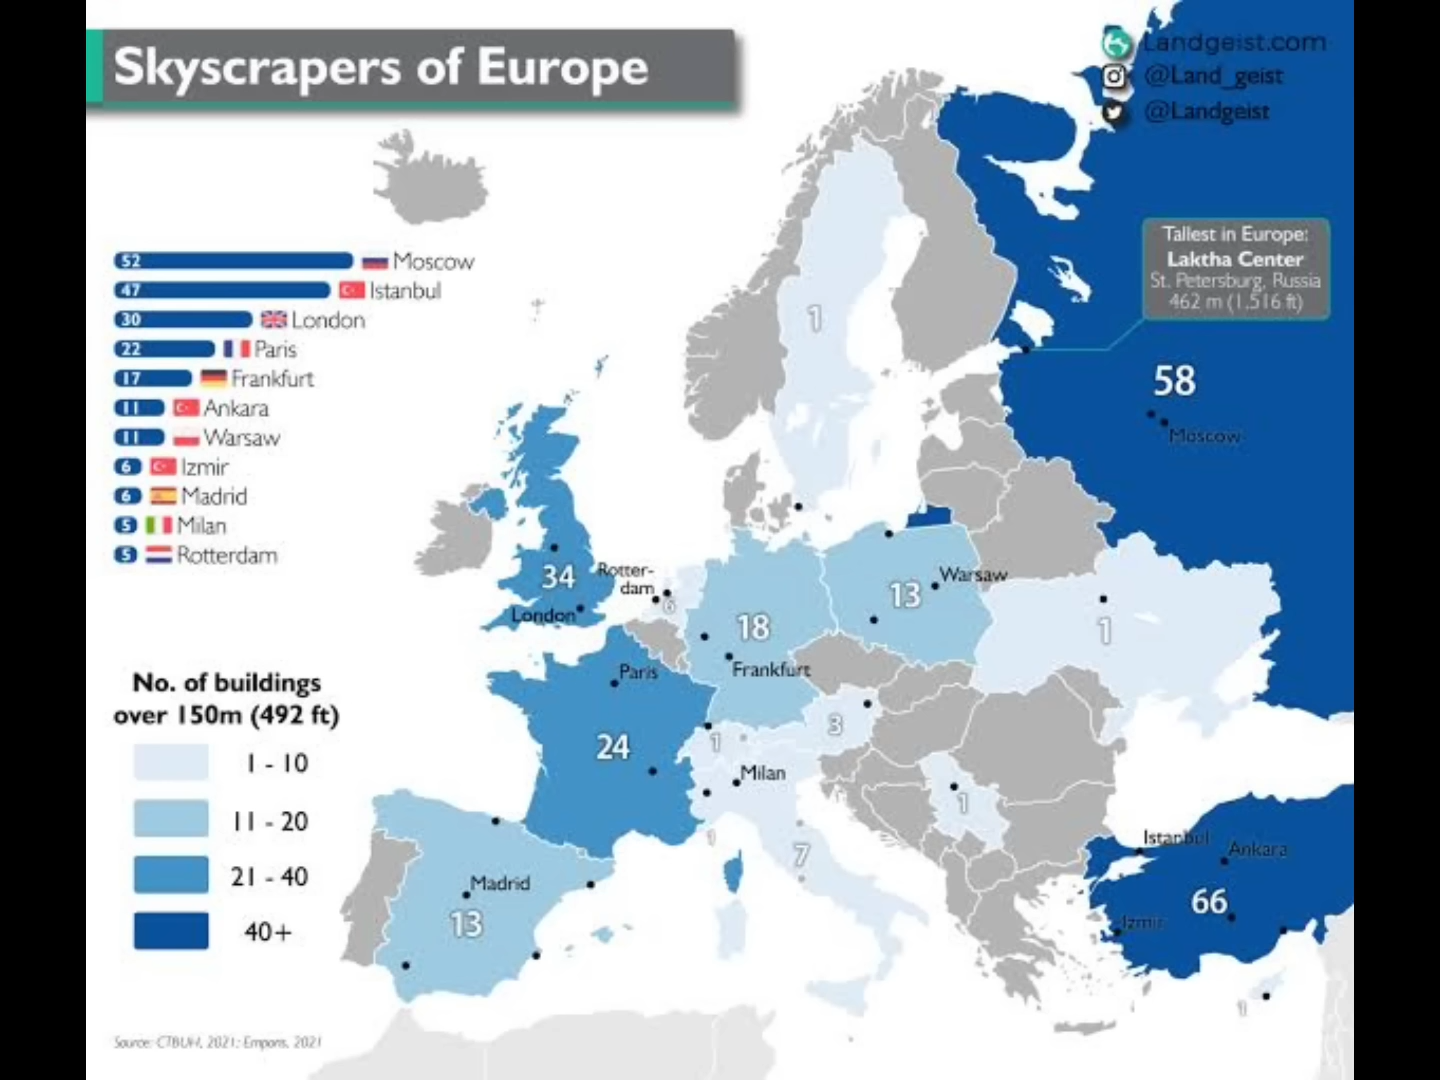 Skyscrapers of Europe
Landgeist.com
@Land_geist
@Landgeist
Tallest in Europe:
Laktha Center
St. Petersburg, Russia
462 m (1,516 ft)
52 Moscow
47 Istanbul
30 London
22 Paris
17 Frankfurt
11 Ankara
11 Warsaw
6 Izmir
6 Madrid
5 Milan
5 Rotterdam
1
58
Moscow
34
London
Rotter-
dam
6
18
Frankfurt
13
Warsaw
1
Paris
24
1
3
Milan
1
7
1
Madrid
13
Istanbul
Ankara
66
Izmir
1
No. of buildings
over 150m (492 ft)
1 - 10
11 - 20
21 - 40
40+
Source: CTBUH, 2021; Emporis, 2021